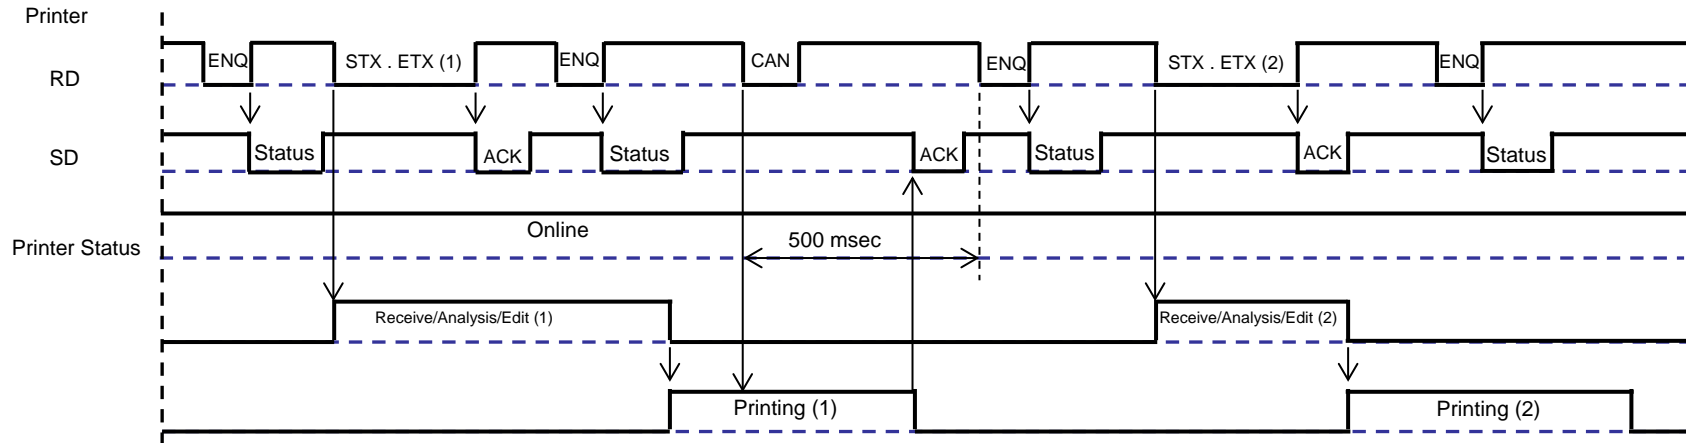 Printer
RD
ENQ
STX . ETX (1)
ENQ
CAN
ENQ
STX . ETX (2)
ENQ
SD
Status
ACK
Status
ACK
Status
ACK
Status
Online
Printer Status
500 msec
Receive/Analysis/Edit (1)
Receive/Analysis/Edit (2)
Printing (1)
Printing (2)